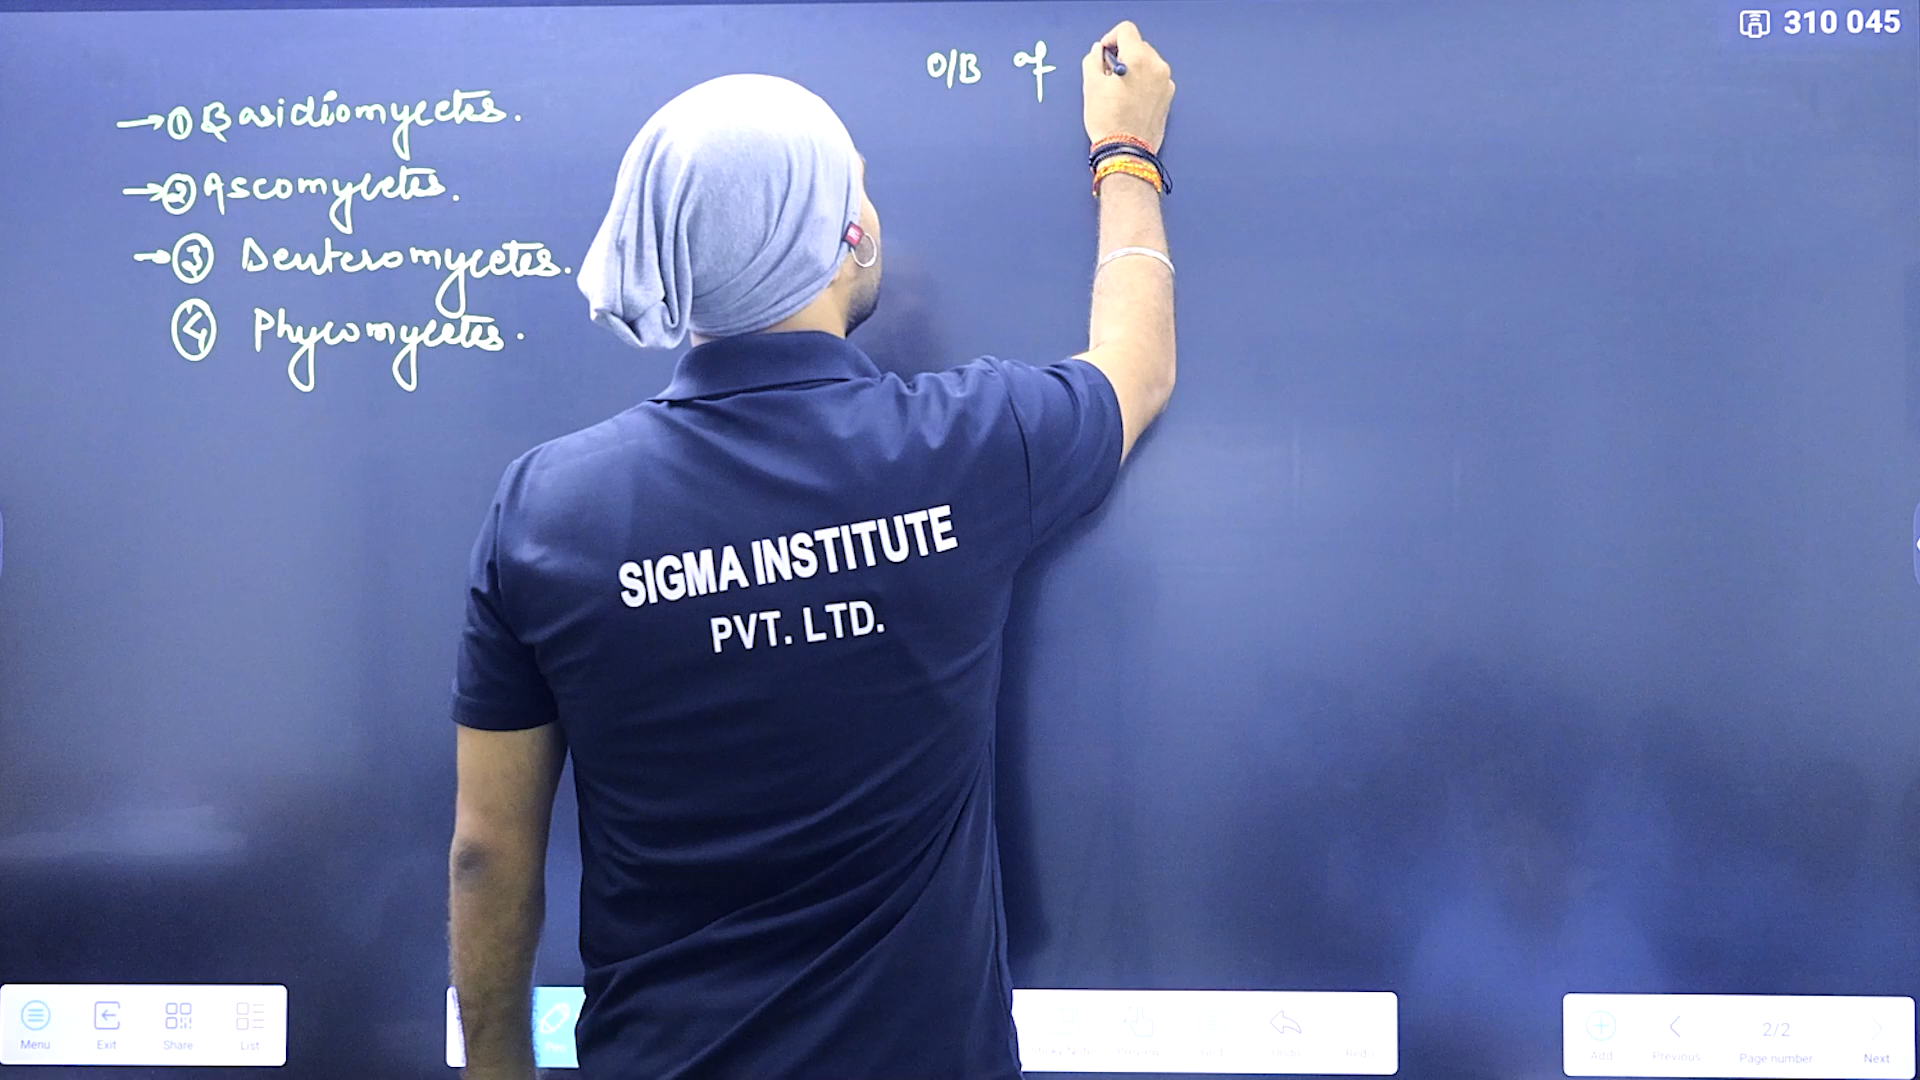 310 045
O/B of
→ ① Basidiomycetes.
→ ② Ascomycetes.
→ ③ Deuteromycetes.
④ Phycomycetes.
SIGMA INSTITUTE
PVT. LTD.
Menu Exit Share List
Undo
Add Previous 2/2 Page number Next